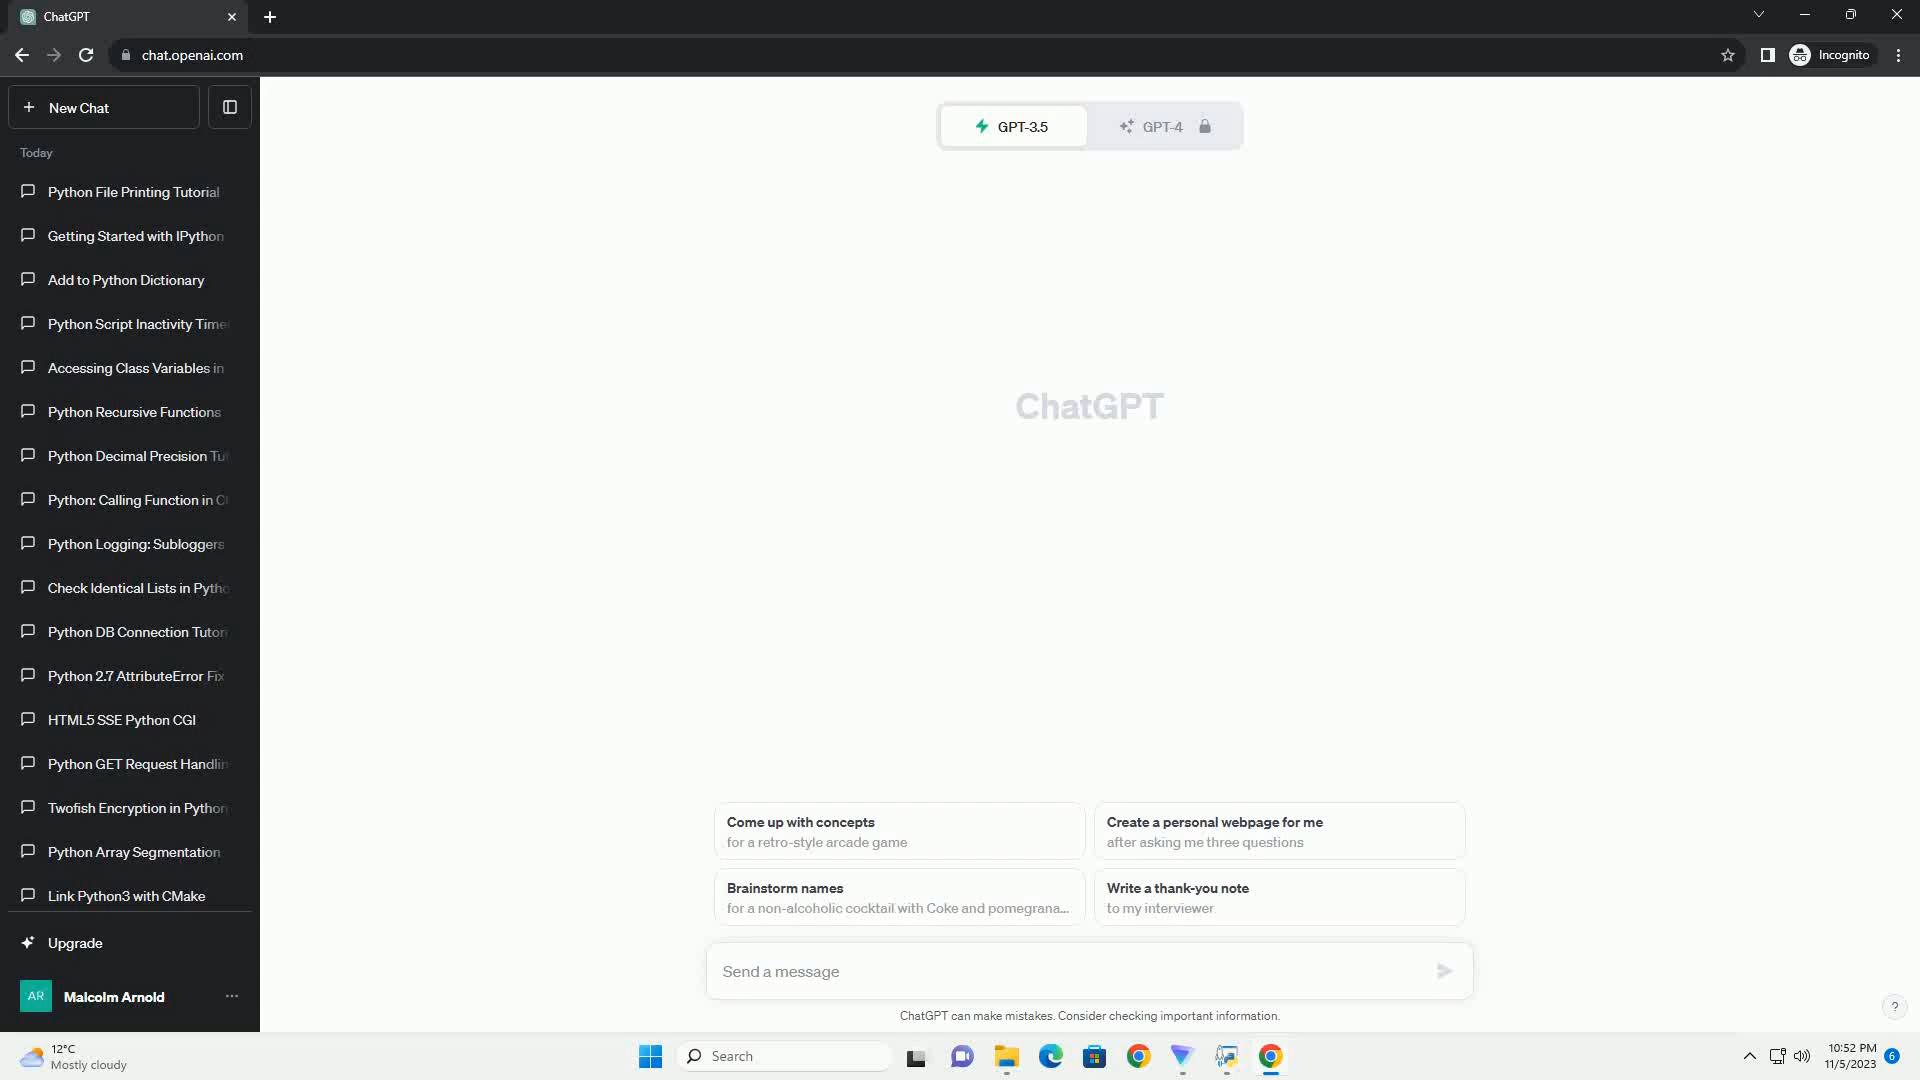 ChatGPT
chat.openai.com
Incognito
New Chat
Today
Python File Printing Tutorial
Getting Started with IPython
Add to Python Dictionary
Python Script Inactivity Time
Accessing Class Variables in
Python Recursive Functions
Python Decimal Precision Tu
Python: Calling Function in C
Python Logging: Subloggers
Check Identical Lists in Pytho
Python DB Connection Tutor
Python 2.7 AttributeError Fix
HTML5 SSE Python CGI
Python GET Request Handlin
Twofish Encryption in Python
Python Array Segmentation
Link Python3 with CMake
Upgrade
AR
Malcolm Arnold
GPT-3.5
GPT-4
ChatGPT
Come up with concepts
for a retro-style arcade game
Create a personal webpage for me
after asking me three questions
Brainstorm names
for a non-alcoholic cocktail with Coke and pomegrana...
Write a thank-you note
to my interviewer
Send a message
ChatGPT can make mistakes. Consider checking important information.
?
12°C
Mostly cloudy
Search
10:52 PM
11/5/2023
6